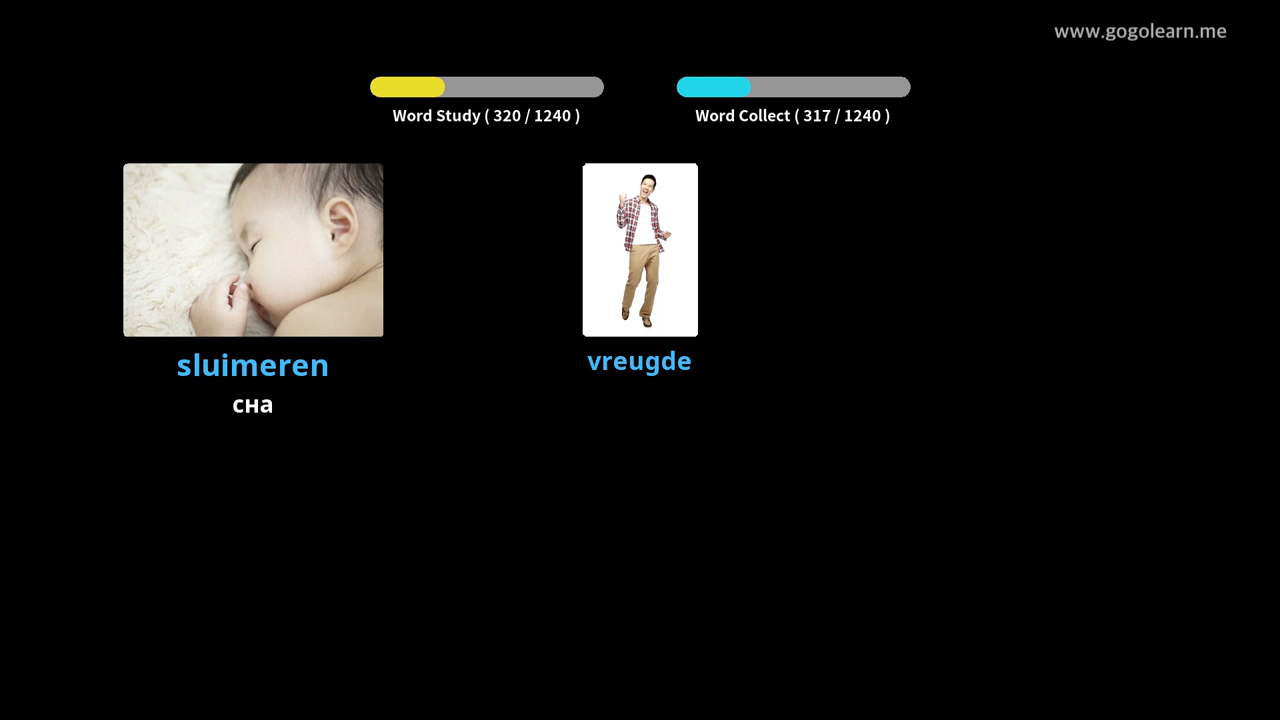 www.gogolearn.me
Word Study ( 320 / 1240 )
Word Collect ( 317 / 1240 )
sluimeren
сна
vreugde